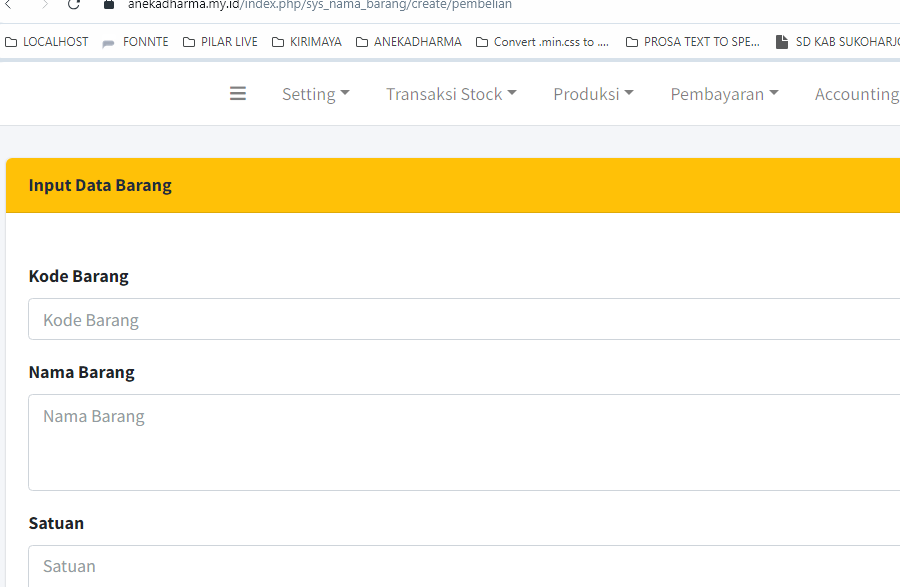 anekadharma.my.id/index.php/sys_nama_barang/create/pembelian
LOCALHOST FONNTE PILAR LIVE KIRIMAYA ANEKADHARMA Convert .min.css to .... PROSA TEXT TO SPE... SD KAB SUKOHARJO
Setting Transaksi Stock Produksi Pembayaran Accounting
Input Data Barang
Kode Barang
Kode Barang
Nama Barang
Nama Barang
Satuan
Satuan